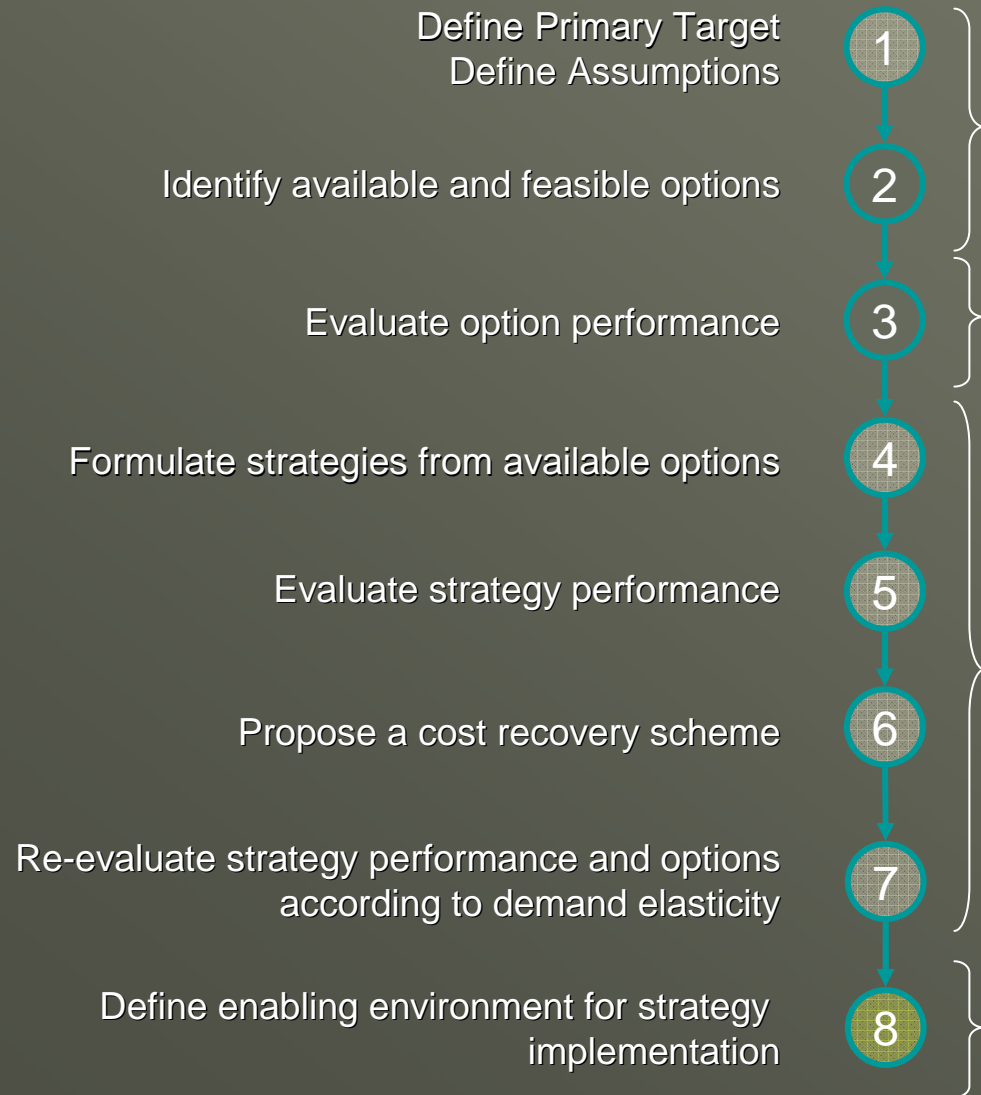 Define Primary Target
Define Assumptions
1
Identify available and feasible options
2
Evaluate option performance
3
Formulate strategies from available options
4
Evaluate strategy performance
5
Propose a cost recovery scheme
6
Re-evaluate strategy performance and options
according to demand elasticity
7
Define enabling environment for strategy
implementation
8